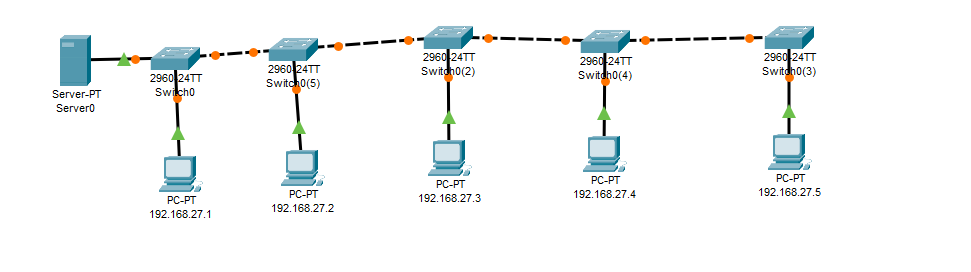 Server-PT
Server0
2960-24TT
Switch0
2960-24TT
Switch0(5)
2960-24TT
Switch0(2)
2960-24TT
Switch0(4)
2960-24TT
Switch0(3)
PC-PT
192.168.27.1
PC-PT
192.168.27.2
PC-PT
192.168.27.3
PC-PT
192.168.27.4
PC-PT
192.168.27.5